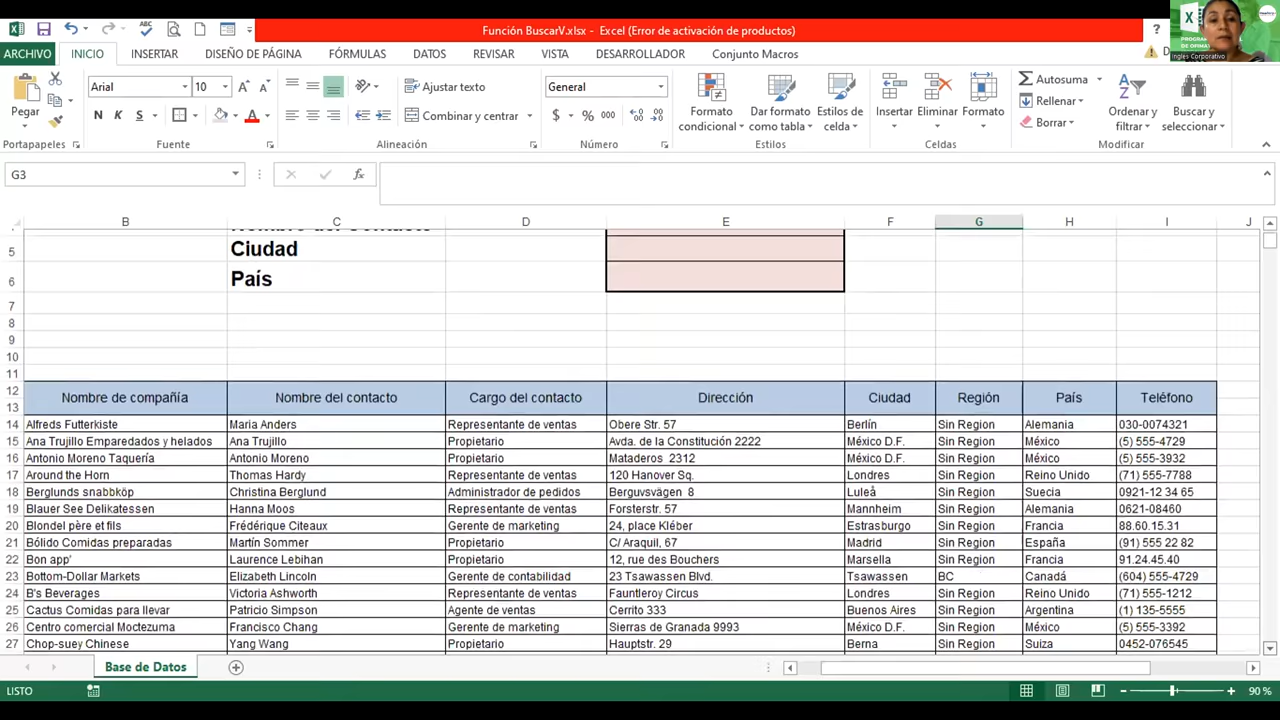 Función BuscarV.xlsx - Excel (Error de activación de productos)
?
ARCHIVO INICIO INSERTAR DISEÑO DE PÁGINA FÓRMULAS DATOS REVISAR VISTA DESARROLLADOR Conjunto Macros
Inglés Corporativo
Pegar
Arial 10
N K S
Ajustar texto
Combinar y centrar
General
$ % 000
Formato condicional
Dar formato como tabla
Estilos de celda
Insertar
Eliminar
Formato
Autosuma
Rellenar
Borrar
Ordenar y filtrar
Buscar y seleccionar
Portapapeles Fuente Alineación Número Estilos Celdas Modificar
G3 fx
B C D E F G H I J
Nombre del Contacto
5 Ciudad
6 País
7
8
9
10
11
12
13
Nombre de compañía Nombre del contacto Cargo del contacto Dirección Ciudad Región País Teléfono
14 Alfreds Futterkiste Maria Anders Representante de ventas Obere Str. 57 Berlín Sin Region Alemania 030-0074321
15 Ana Trujillo Emparedados y helados Ana Trujillo Propietario Avda. de la Constitución 2222 México D.F. Sin Region México (5) 555-4729
16 Antonio Moreno Taquería Antonio Moreno Propietario Mataderos 2312 México D.F. Sin Region México (5) 555-3932
17 Around the Horn Thomas Hardy Representante de ventas 120 Hanover Sq. Londres Sin Region Reino Unido (71) 555-7788
18 Berglunds snabbköp Christina Berglund Administrador de pedidos Berguvsvägen 8 Luleå Sin Region Suecia 0921-12 34 65
19 Blauer See Delikatessen Hanna Moos Representante de ventas Forsterstr. 57 Mannheim Sin Region Alemania 0621-08460
20 Blondel père et fils Frédérique Citeaux Gerente de marketing 24, place Kléber Estrasburgo Sin Region Francia 88.60.15.31
21 Bólido Comidas preparadas Martín Sommer Propietario C/ Araquil, 67 Madrid Sin Region España (91) 555 22 82
22 Bon app' Laurence Lebihan Propietario 12, rue des Bouchers Marsella Sin Region Francia 91.24.45.40
23 Bottom-Dollar Markets Elizabeth Lincoln Gerente de contabilidad 23 Tsawassen Blvd. Tsawassen BC Canadá (604) 555-4729
24 B's Beverages Victoria Ashworth Representante de ventas Fauntleroy Circus Londres Sin Region Reino Unido (71) 555-1212
25 Cactus Comidas para llevar Patricio Simpson Agente de ventas Cerrito 333 Buenos Aires Sin Region Argentina (1) 135-5555
26 Centro comercial Moctezuma Francisco Chang Gerente de marketing Sierras de Granada 9993 México D.F. Sin Region México (5) 555-3392
27 Chop-suey Chinese Yang Wang Propietario Hauptstr. 29 Berna Sin Region Suiza 0452-076545
Base de Datos
LISTO
90 %